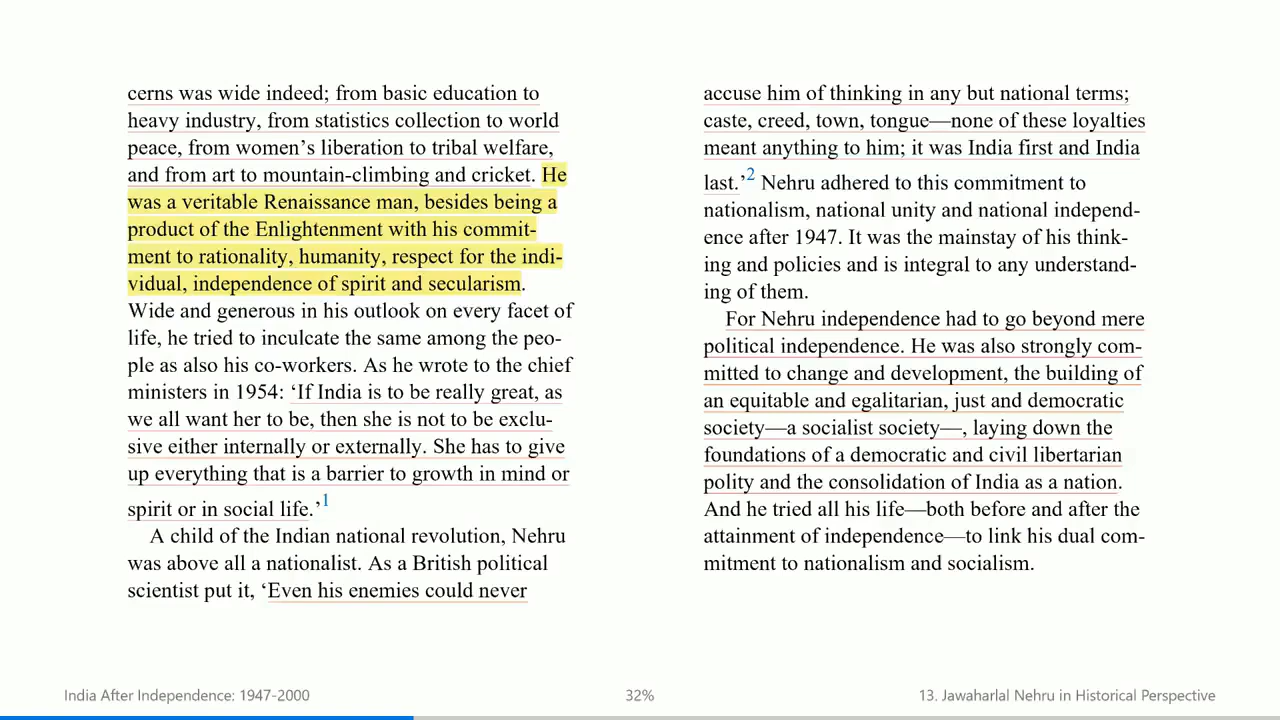 cerns was wide indeed; from basic education to
heavy industry, from statistics collection to world
peace, from women’s liberation to tribal welfare,
and from art to mountain-climbing and cricket. He
was a veritable Renaissance man, besides being a
product of the Enlightenment with his commit-
ment to rationality, humanity, respect for the indi-
vidual, independence of spirit and secularism.
Wide and generous in his outlook on every facet of
life, he tried to inculcate the same among the peo-
ple as also his co-workers. As he wrote to the chief
ministers in 1954: ‘If India is to be really great, as
we all want her to be, then she is not to be exclu-
sive either internally or externally. She has to give
up everything that is a barrier to growth in mind or
spirit or in social life.’1
A child of the Indian national revolution, Nehru
was above all a nationalist. As a British political
scientist put it, ‘Even his enemies could never
accuse him of thinking in any but national terms;
caste, creed, town, tongue—none of these loyalties
meant anything to him; it was India first and India
last.’2 Nehru adhered to this commitment to
nationalism, national unity and national independ-
ence after 1947. It was the mainstay of his think-
ing and policies and is integral to any understand-
ing of them.
For Nehru independence had to go beyond mere
political independence. He was also strongly com-
mitted to change and development, the building of
an equitable and egalitarian, just and democratic
society—a socialist society—, laying down the
foundations of a democratic and civil libertarian
polity and the consolidation of India as a nation.
And he tried all his life—both before and after the
attainment of independence—to link his dual com-
mitment to nationalism and socialism.
India After Independence: 1947-2000
32%
13. Jawaharlal Nehru in Historical Perspective